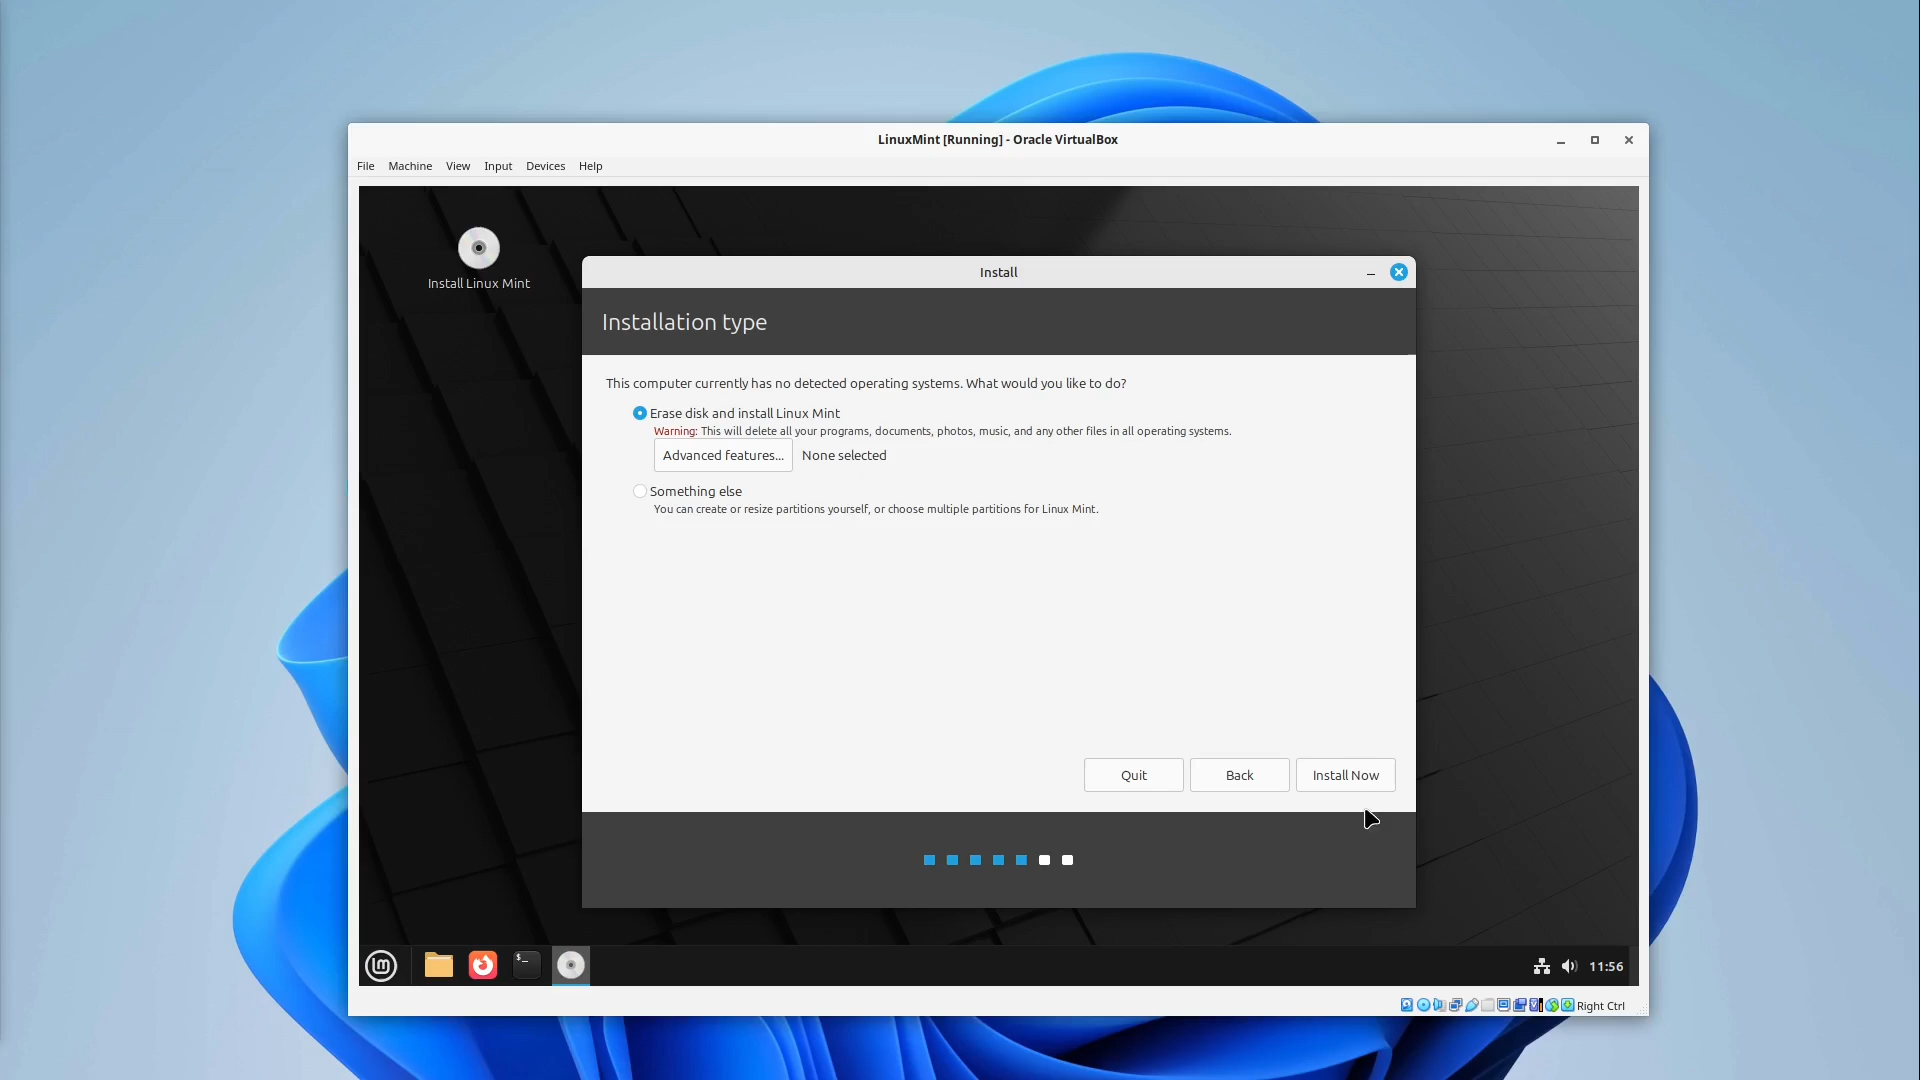 LinuxMint [Running] - Oracle VirtualBox
File Machine View Input Devices Help
Install Linux Mint
Install
Installation type
This computer currently has no detected operating systems. What would you like to do?
Erase disk and install Linux Mint
Warning: This will delete all your programs, documents, photos, music, and any other files in all operating systems.
Advanced features... None selected
Something else
You can create or resize partitions yourself, or choose multiple partitions for Linux Mint.
Quit Back Install Now
$_
11:56
Right Ctrl